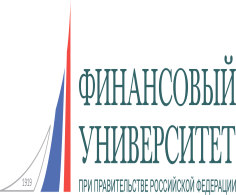 ФИНАНСОВЫЙ
УНИВЕРСИТЕТ
ПРИ ПРАВИТЕЛЬСТВЕ РОССИЙСКОЙ ФЕДЕРАЦИИ
1919